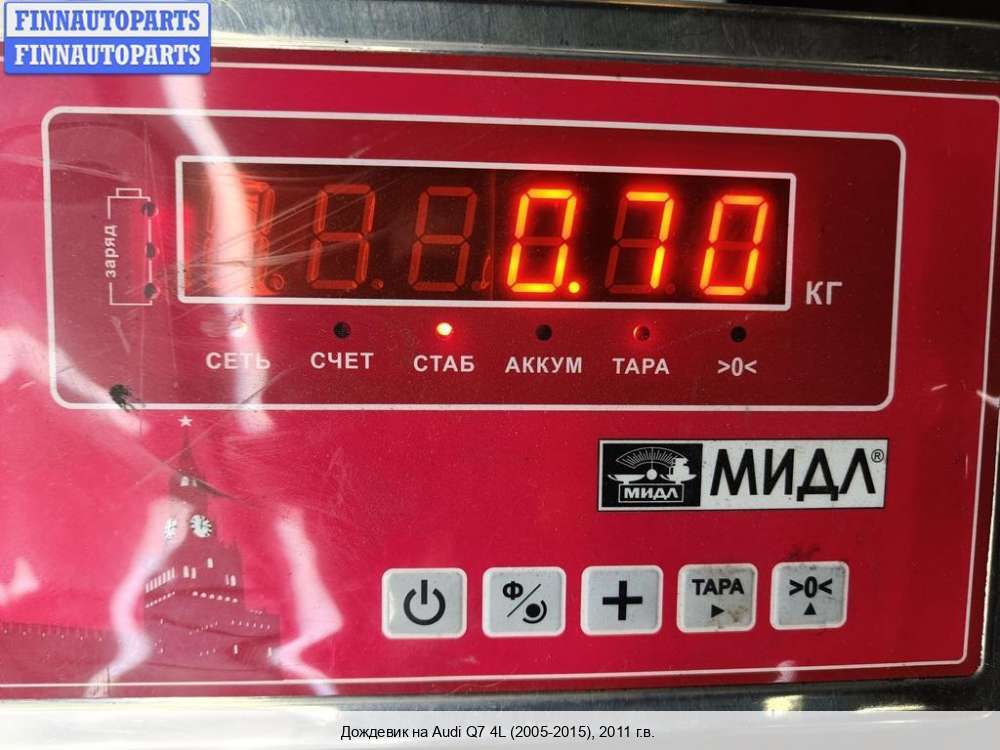 FINNAUTOPARTS
FINNAUTOPARTS
заряд
0.70
КГ
СЕТЬ СЧЕТ СТАБ АККУМ ТАРА >0<
МИДЛ МИДЛ®
Ф ТАРА >0<
Дождевик на Audi Q7 4L (2005-2015), 2011 г.в.